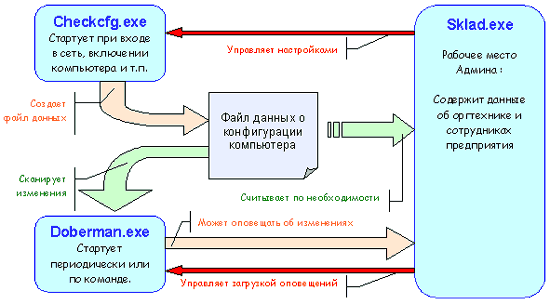 Checkcfg.exe
Стартует при входе
в сеть, включении
компьютера и т.п.
Управляет настройками
Sklad.exe
Рабочее место
Админа :
Содержит данные
об оргтехнике и
сотрудниках
предприятия
Создает
файл данных
Файл данных о
конфигурации
компьютера
Сканирует
изменения
Считывает по необходимости
Doberman.exe
Стартует
периодически или
по команде.
Может оповещать об изменениях
Управляет загрузкой оповещений